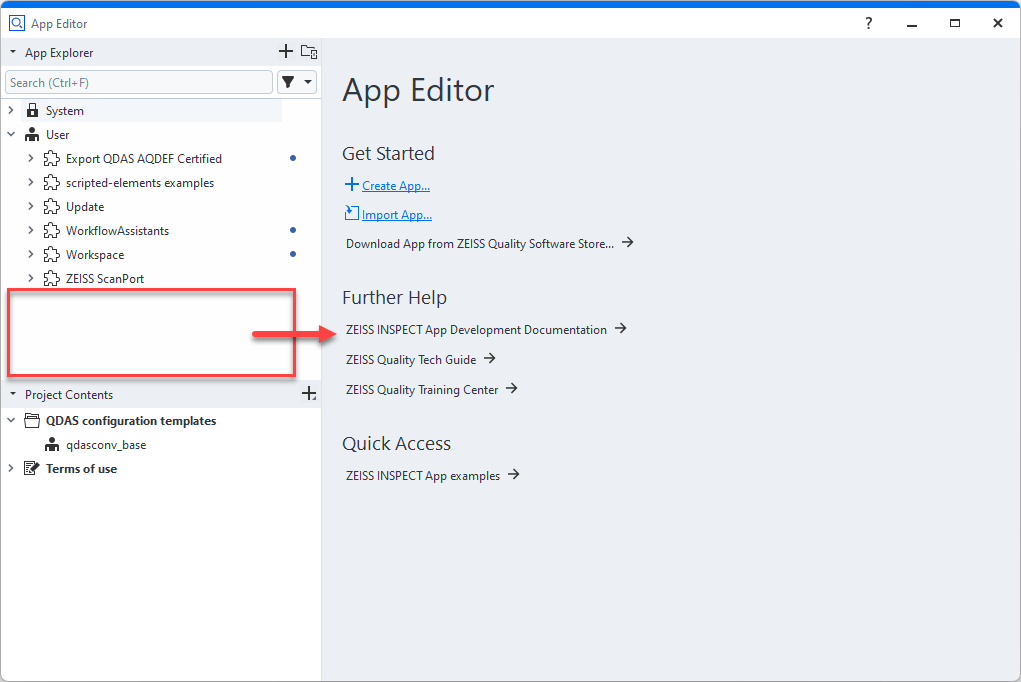 App Editor
?
App Explorer
Search (Ctrl+F)
System
User
Export QDAS AQDEF Certified
scripted-elements examples
Update
WorkflowAssistants
Workspace
ZEISS ScanPort
Project Contents
QDAS configuration templates
qdasconv_base
Terms of use
App Editor
Get Started
Create App...
Import App...
Download App from ZEISS Quality Software Store...
Further Help
ZEISS INSPECT App Development Documentation
ZEISS Quality Tech Guide
ZEISS Quality Training Center
Quick Access
ZEISS INSPECT App examples